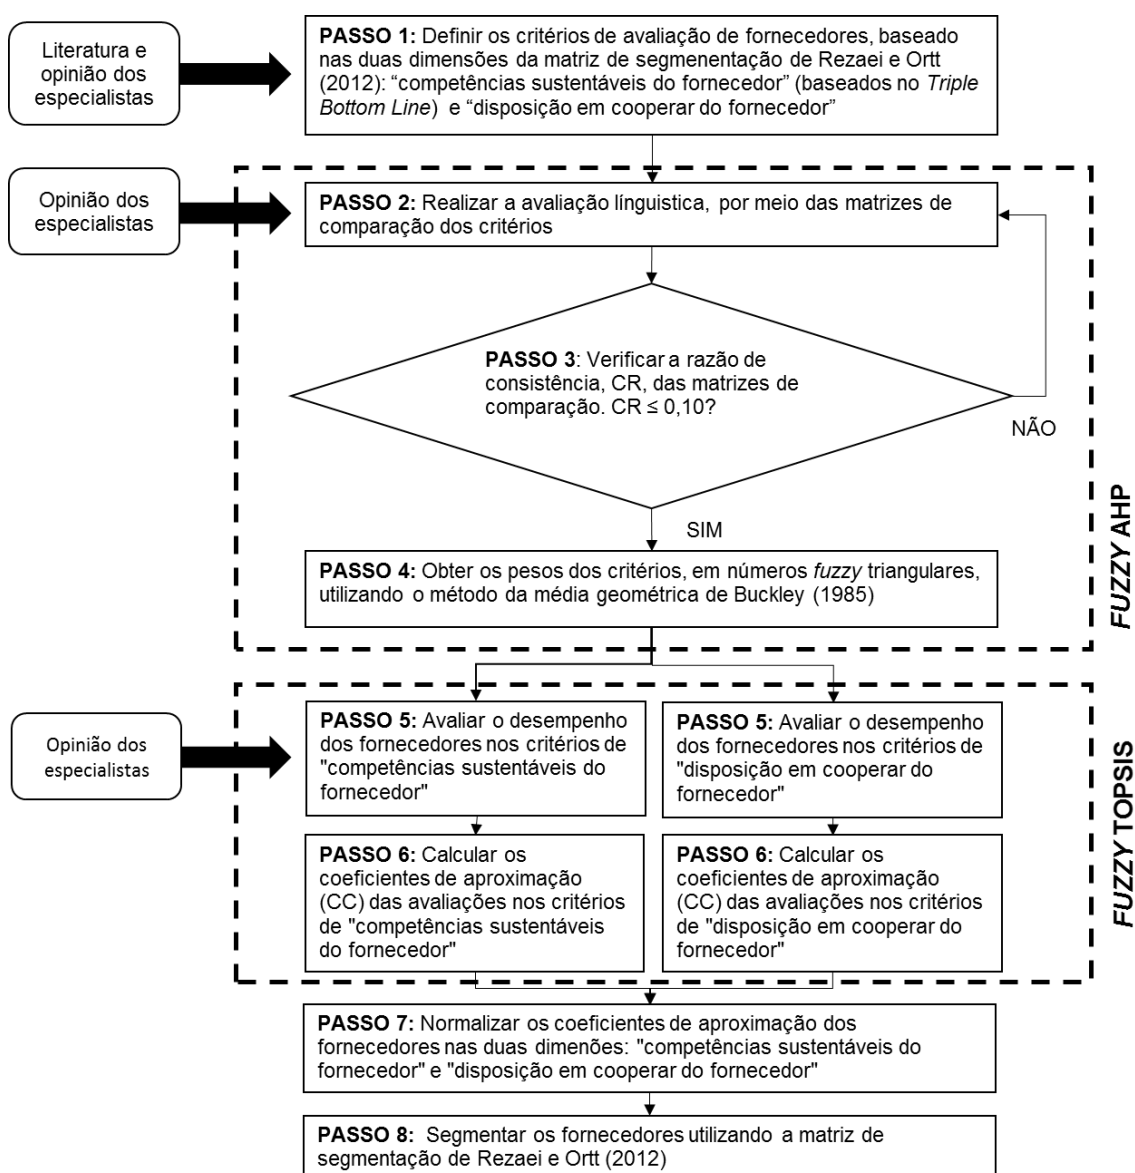 Literatura e
opinião dos
especialistas
PASSO 1: Definir os critérios de avaliação de fornecedores, baseado
nas duas dimensões da matriz de segmenentação de Rezaei e Ortt
(2012): “competências sustentáveis do fornecedor” (baseados no Triple
Bottom Line) e “disposição em cooperar do fornecedor”
Opinião dos
especialistas
PASSO 2: Realizar a avaliação línguistica, por meio das matrizes de
comparação dos critérios
PASSO 3: Verificar a razão de
consistência, CR, das matrizes de
comparação. CR ≤ 0,10?
NÃO
SIM
PASSO 4: Obter os pesos dos critérios, em números fuzzy triangulares,
utilizando o método da média geométrica de Buckley (1985)
FUZZY AHP
Opinião dos
especialistas
PASSO 5: Avaliar o desempenho
dos fornecedores nos critérios de
"competências sustentáveis do
fornecedor"
PASSO 5: Avaliar o desempenho
dos fornecedores nos critérios de
"disposição em cooperar do
fornecedor"
PASSO 6: Calcular os
coeficientes de aproximação
(CC) das avaliações nos critérios
de "competências sustentáveis
do fornecedor"
PASSO 6: Calcular os
coeficientes de aproximação
(CC) das avaliações nos critérios
de "disposição em cooperar do
fornecedor"
FUZZY TOPSIS
PASSO 7: Normalizar os coeficientes de aproximação dos
fornecedores nas duas dimenões: "competências sustentáveis do
fornecedor" e "disposição em cooperar do fornecedor"
PASSO 8: Segmentar os fornecedores utilizando a matriz de
segmentação de Rezaei e Ortt (2012)